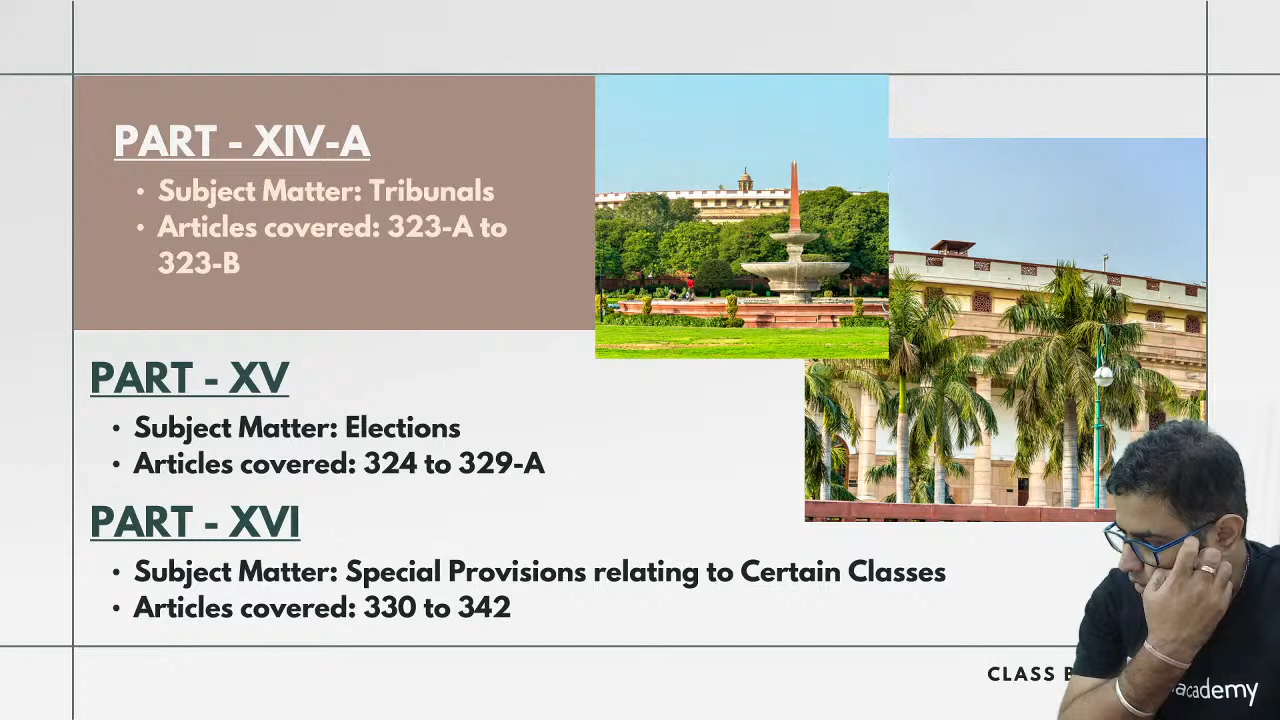 PART - XIV-A
• Subject Matter: Tribunals
• Articles covered: 323-A to
323-B
PART - XV
• Subject Matter: Elections
• Articles covered: 324 to 329-A
PART - XVI
• Subject Matter: Special Provisions relating to Certain Classes
• Articles covered: 330 to 342
CLASS
academy